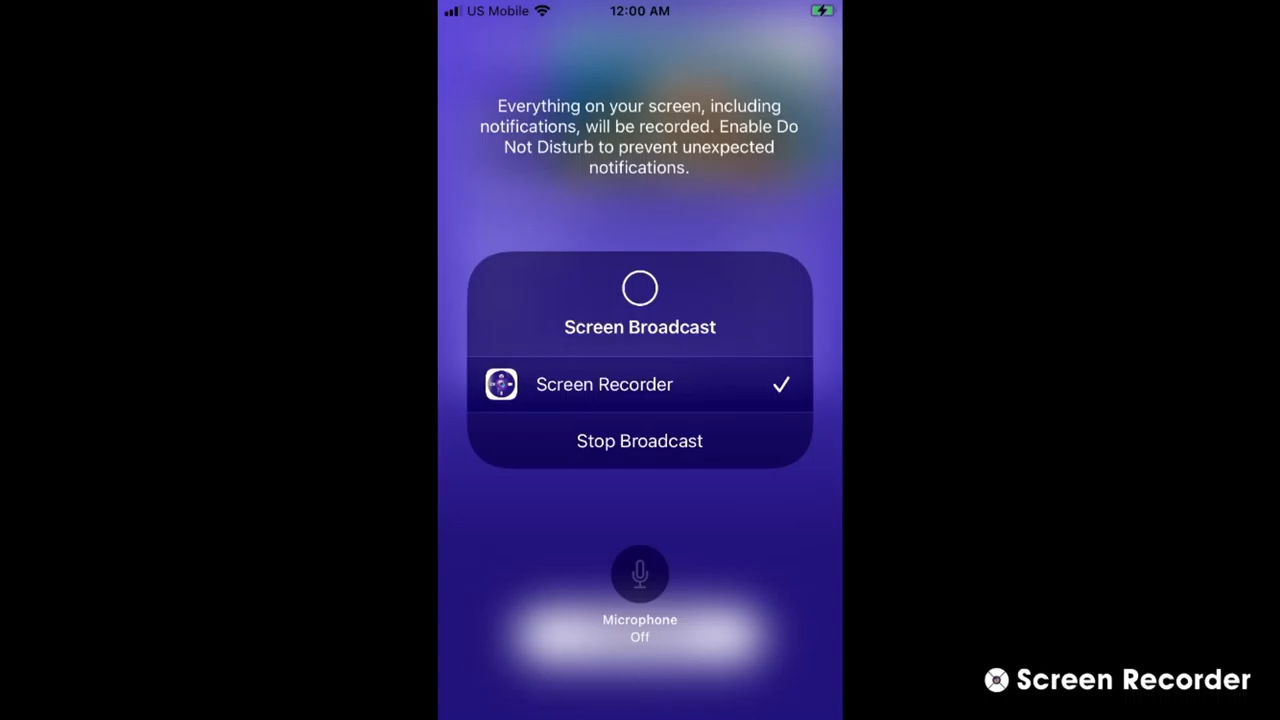 US Mobile 12:00 AM
Everything on your screen, including
notifications, will be recorded. Enable Do
Not Disturb to prevent unexpected
notifications.
Screen Broadcast
Screen Recorder
Stop Broadcast
Microphone
Off
Screen Recorder